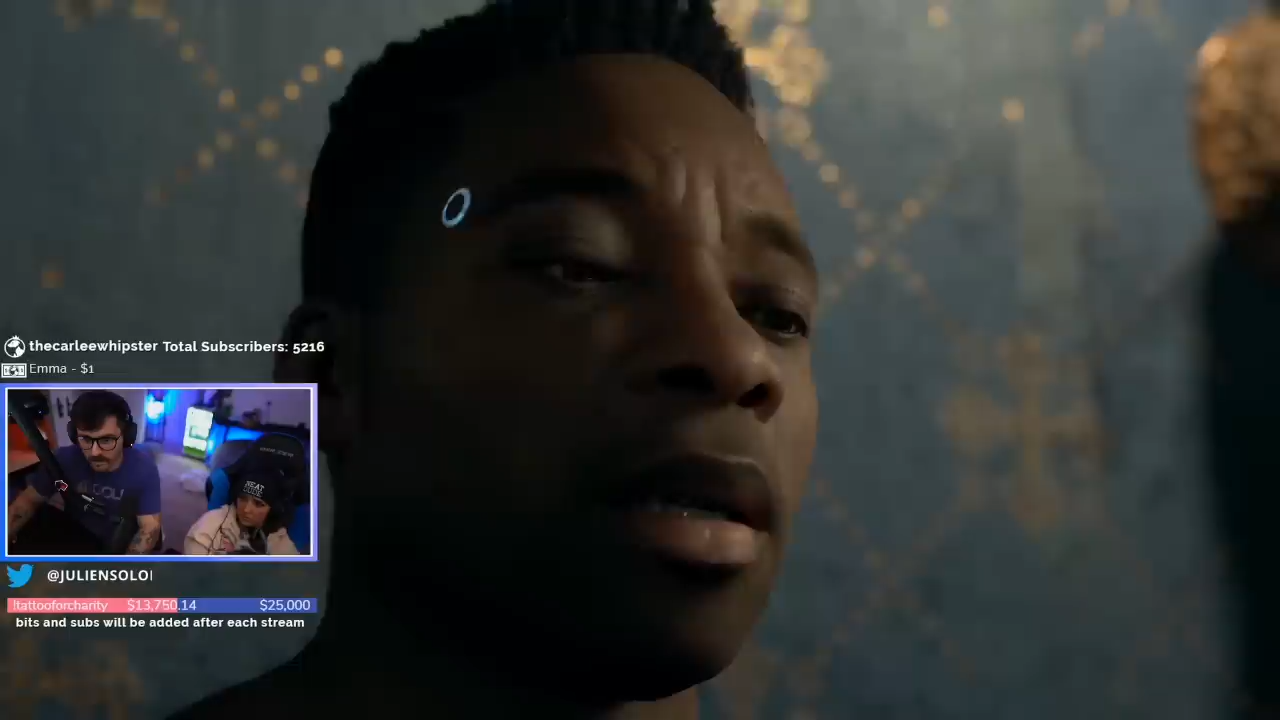 thecarleewhipster Total Subscribers: 5216
Emma - $1
NEAT
@JULIENSOLOI
!tattooforcharity $13,750.14 $25,000
bits and subs will be added after each stream